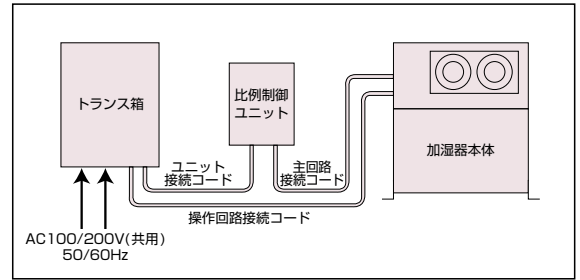 トランス箱
比例制御
ユニット
加湿器本体
ユニット
接続コード
主回路
接続コード
操作回路接続コード
AC100/200V(共用)
50/60Hz